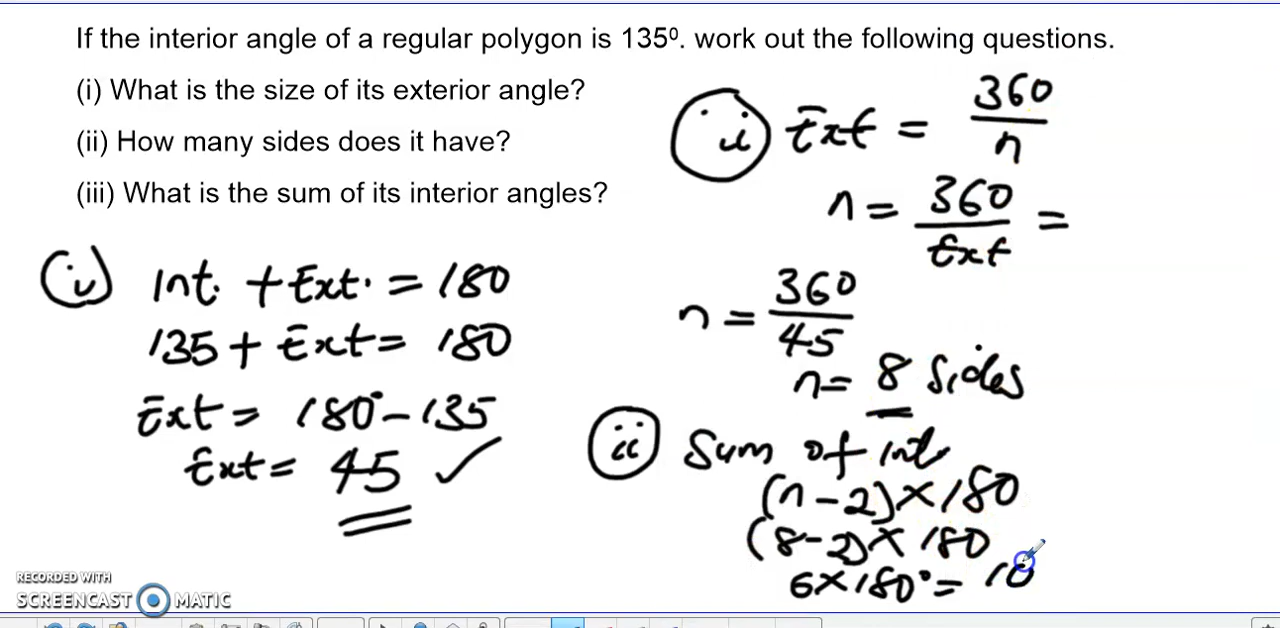 If the interior angle of a regular polygon is 135⁰. work out the following questions.
(i) What is the size of its exterior angle?
(ii) How many sides does it have?
(iii) What is the sum of its interior angles?
(i) Int. + Ext. = 180
135 + Ext = 180
Ext = 180° - 135
Ext = 45 ✓
(ii) Ext = 360/n
n = 360/Ext =
n = 360/45
n = 8 sides
(ii) Sum of int
(n - 2) × 180
(8 - 2) × 180
6 × 180° = 10
RECORDED WITH
SCREENCAST MATIC